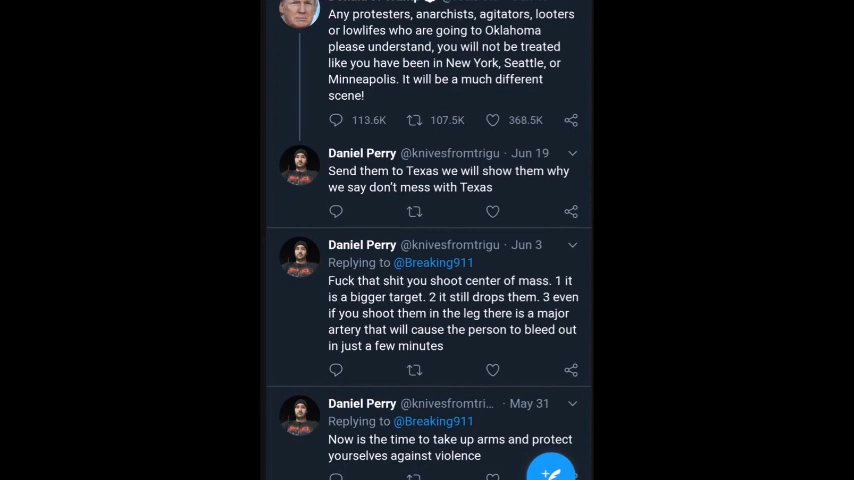 Any protesters, anarchists, agitators, looters
or lowlifes who are going to Oklahoma
please understand, you will not be treated
like you have been in New York, Seattle, or
Minneapolis. It will be a much different
scene!
113.6K 107.5K 368.5K
Daniel Perry @knivesfromtrigu · Jun 19
Send them to Texas we will show them why
we say don't mess with Texas
Daniel Perry @knivesfromtrigu · Jun 3
Replying to @Breaking911
Fuck that shit you shoot center of mass. 1 it
is a bigger target. 2 it still drops them. 3 even
if you shoot them in the leg there is a major
artery that will cause the person to bleed out
in just a few minutes
Daniel Perry @knivesfromtri... · May 31
Replying to @Breaking911
Now is the time to take up arms and protect
yourselves against violence